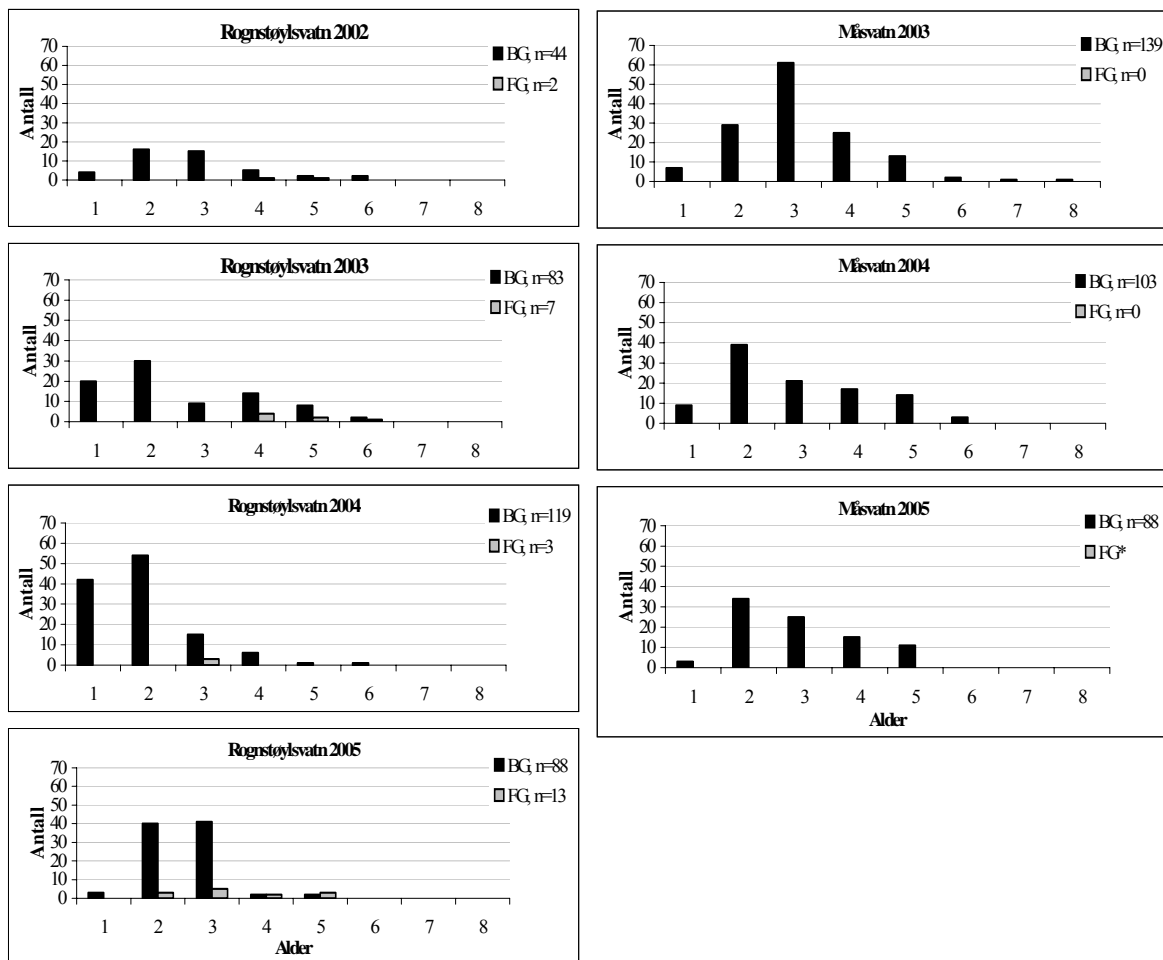 Rognstøylsvatn 2002
Antall
70
60
50
40
30
20
10
0
1 2 3 4 5 6 7 8
BG, n=44
FG, n=2
Rognstøylsvatn 2003
Antall
70
60
50
40
30
20
10
0
1 2 3 4 5 6 7 8
BG, n=83
FG, n=7
Rognstøylsvatn 2004
Antall
70
60
50
40
30
20
10
0
1 2 3 4 5 6 7 8
BG, n=119
FG, n=3
Rognstøylsvatn 2005
Antall
70
60
50
40
30
20
10
0
1 2 3 4 5 6 7 8
Alder
BG, n=88
FG, n=13
Måsvatn 2003
Antall
70
60
50
40
30
20
10
0
1 2 3 4 5 6 7 8
BG, n=139
FG, n=0
Måsvatn 2004
Antall
70
60
50
40
30
20
10
0
1 2 3 4 5 6 7 8
BG, n=103
FG, n=0
Måsvatn 2005
Antall
70
60
50
40
30
20
10
0
1 2 3 4 5 6 7 8
Alder
BG, n=88
FG*